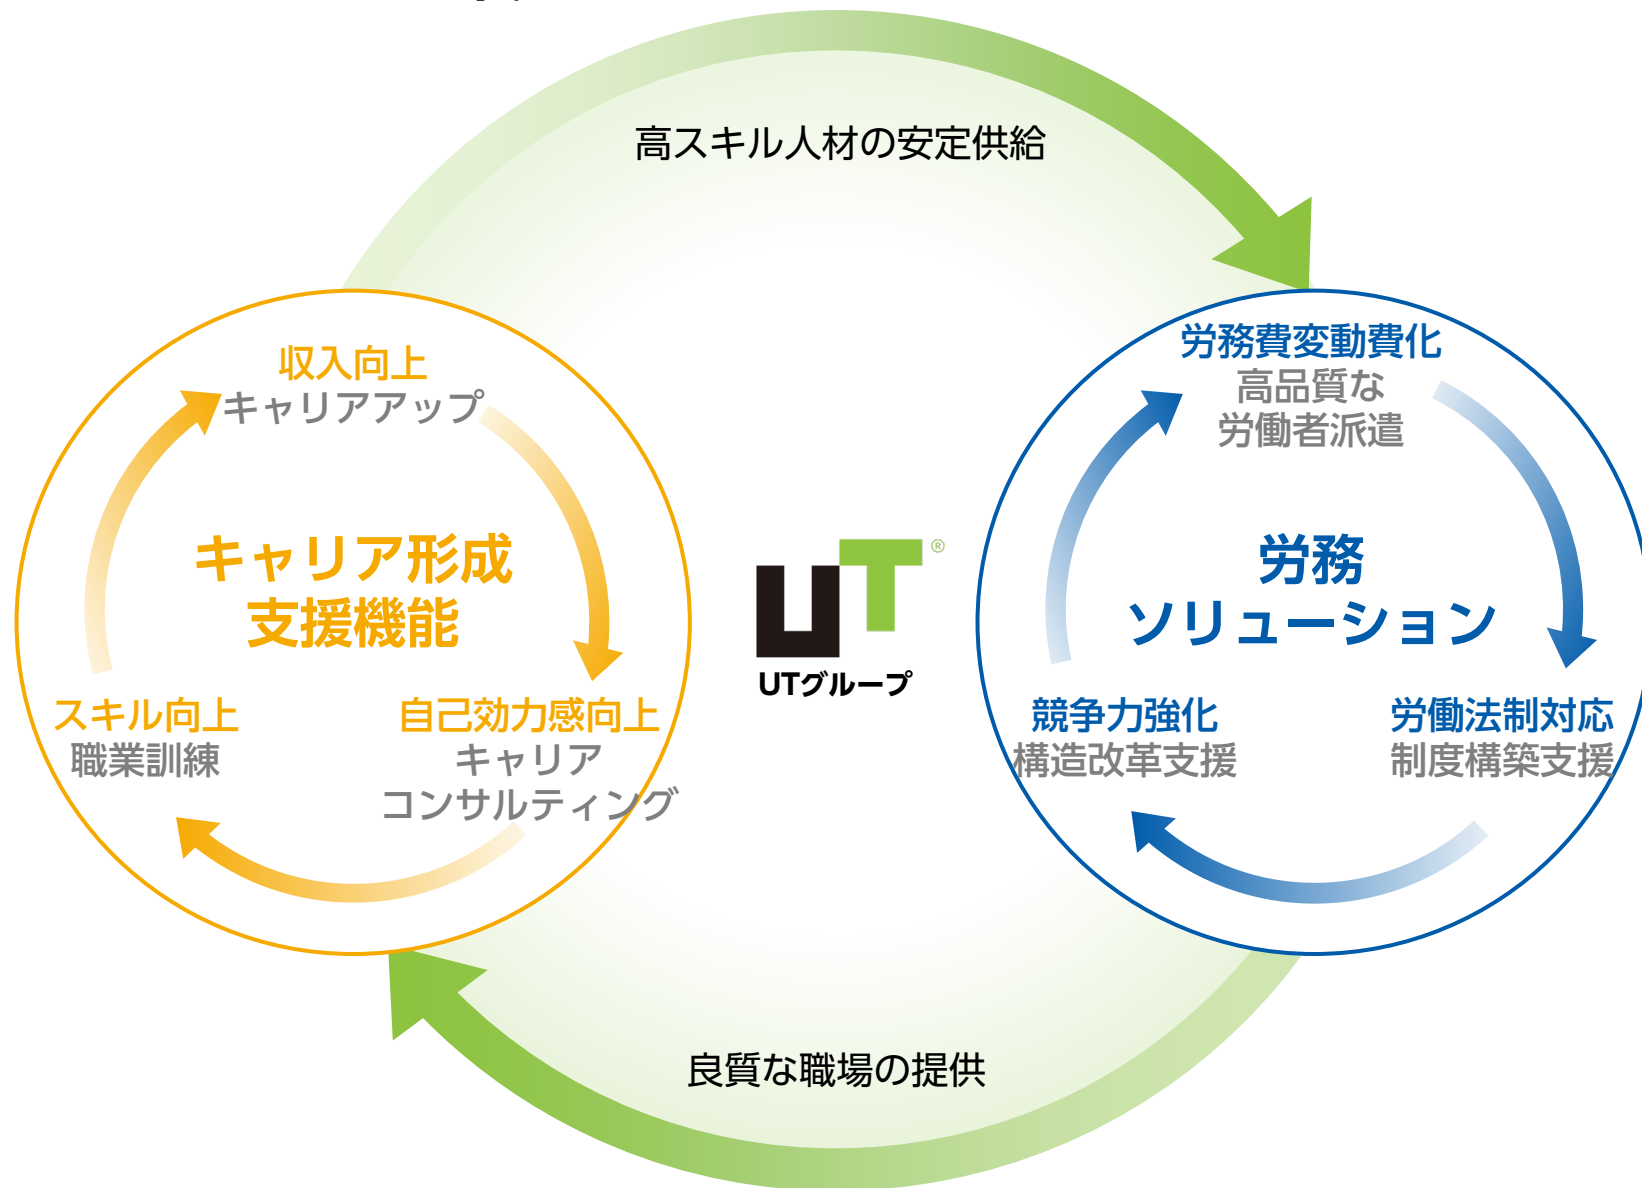 高スキル人材の安定供給
収入向上
キャリアアップ
キャリア形成
支援機能
スキル向上
職業訓練
自己効力感向上
キャリア
コンサルティング
UT®
UTグループ
労務費変動費化
高品質な
労働者派遣
労務
ソリューション
競争力強化
構造改革支援
労働法制対応
制度構築支援
良質な職場の提供